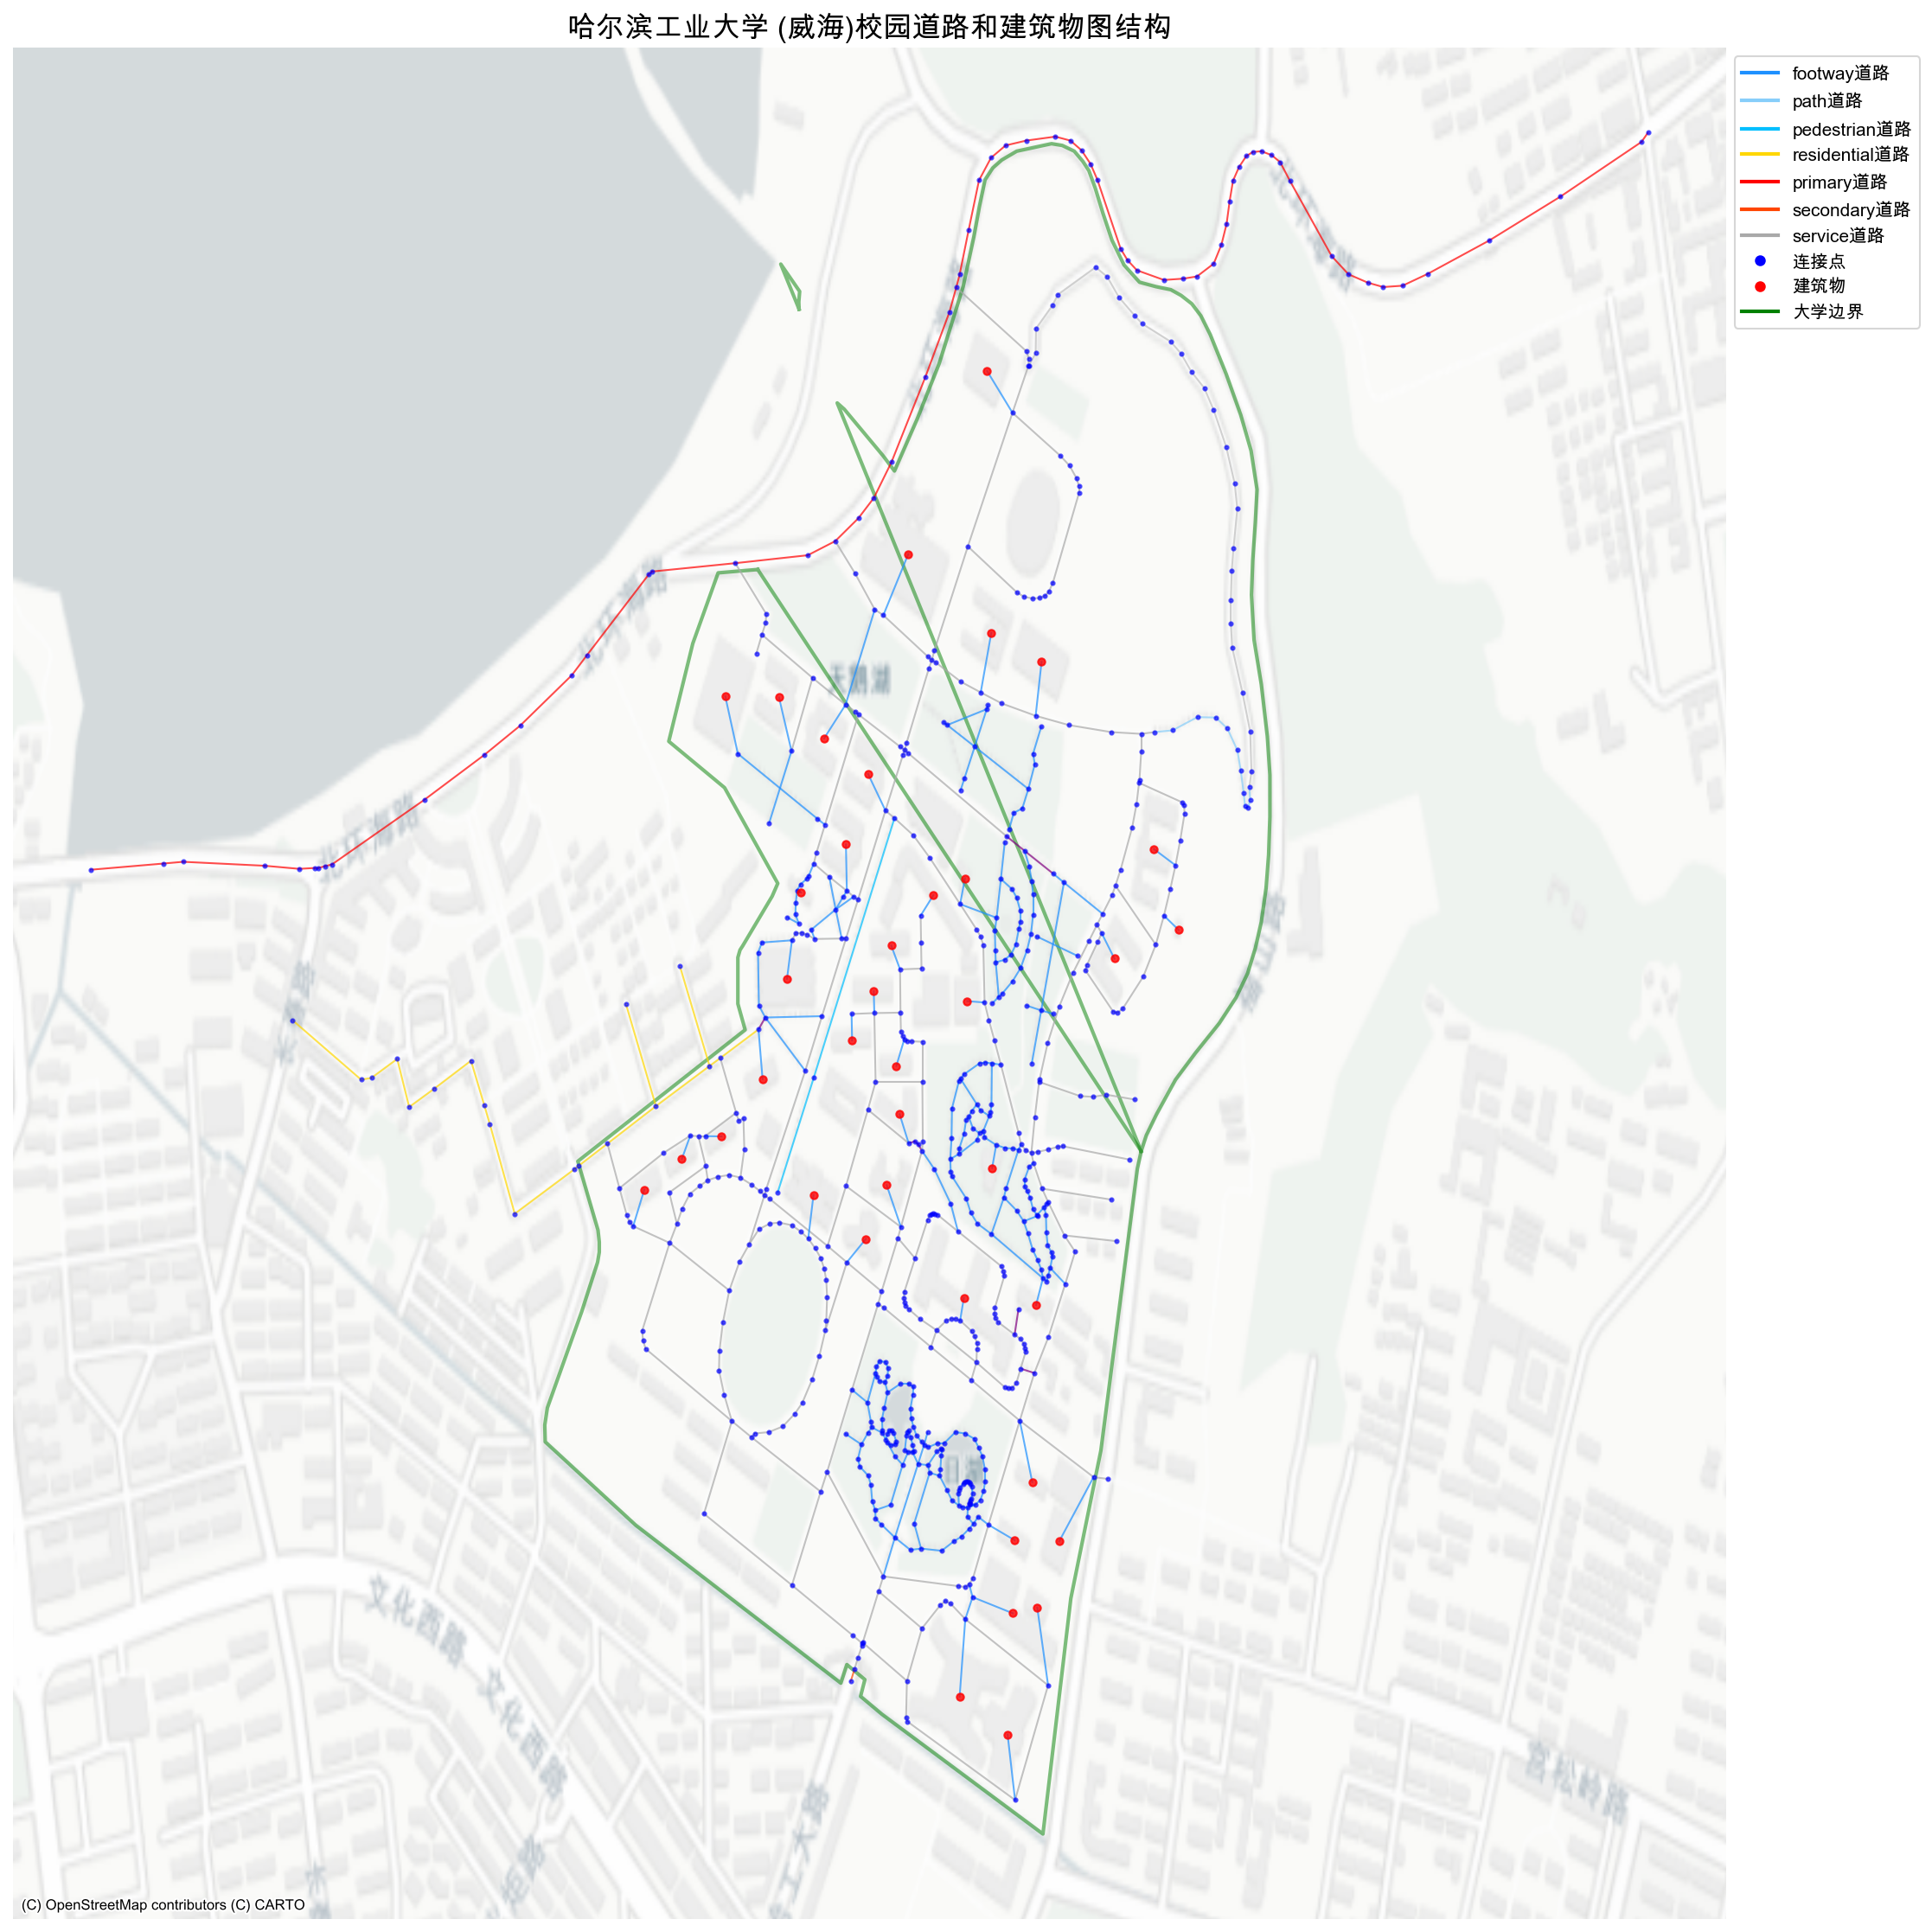 哈尔滨工业大学 (威海)校园道路和建筑物图结构
footway道路
path道路
pedestrian道路
residential道路
primary道路
secondary道路
service道路
连接点
建筑物
大学边界
北环海路
天鹅湖
北环海路
文化西路
文化西路
(C) OpenStreetMap contributors (C) CARTO